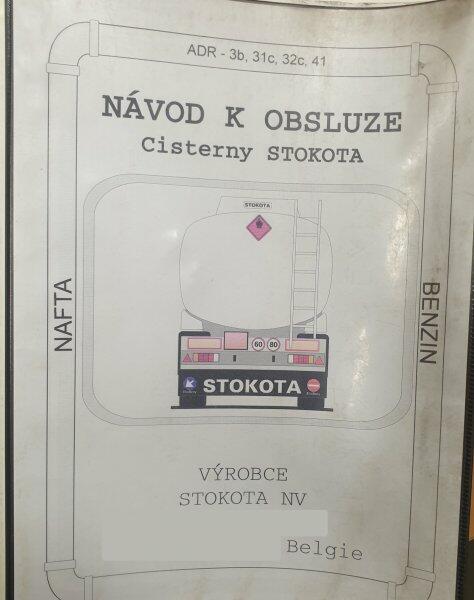 ADR - 3b, 31c, 32c, 41
NÁVOD K OBSLUZE
Cisterny STOKOTA
STOKOTA
NAFTA
BENZIN
60 80
STOKOTA
VÝROBCE
STOKOTA NV
Belgie